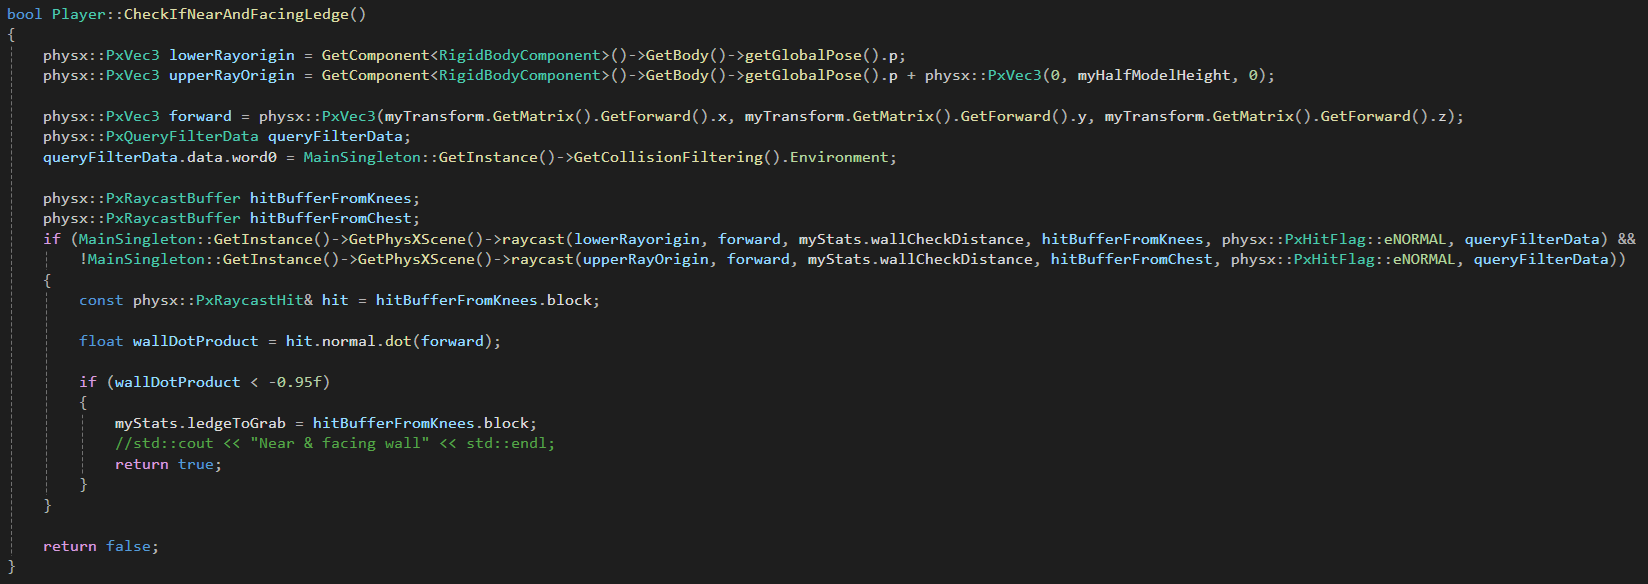 bool Player::CheckIfNearAndFacingLedge()
{
    physx::PxVec3 lowerRayorigin = GetComponent<RigidBodyComponent>()->GetBody()->getGlobalPose().p;
    physx::PxVec3 upperRayOrigin = GetComponent<RigidBodyComponent>()->GetBody()->getGlobalPose().p + physx::PxVec3(0, myHalfModelHeight, 0);

    physx::PxVec3 forward = physx::PxVec3(myTransform.GetMatrix().GetForward().x, myTransform.GetMatrix().GetForward().y, myTransform.GetMatrix().GetForward().z);
    physx::PxQueryFilterData queryFilterData;
    queryFilterData.data.word0 = MainSingleton::GetInstance()->GetCollisionFiltering().Environment;

    physx::PxRaycastBuffer hitBufferFromKnees;
    physx::PxRaycastBuffer hitBufferFromChest;
    if (MainSingleton::GetInstance()->GetPhysXScene()->raycast(lowerRayorigin, forward, myStats.wallCheckDistance, hitBufferFromKnees, physx::PxHitFlag::eNORMAL, queryFilterData) &&
        !MainSingleton::GetInstance()->GetPhysXScene()->raycast(upperRayOrigin, forward, myStats.wallCheckDistance, hitBufferFromChest, physx::PxHitFlag::eNORMAL, queryFilterData))
    {
        const physx::PxRaycastHit& hit = hitBufferFromKnees.block;

        float wallDotProduct = hit.normal.dot(forward);

        if (wallDotProduct < -0.95f)
        {
            myStats.ledgeToGrab = hitBufferFromKnees.block;
            //std::cout << "Near & facing wall" << std::endl;
            return true;
        }
    }

    return false;
}